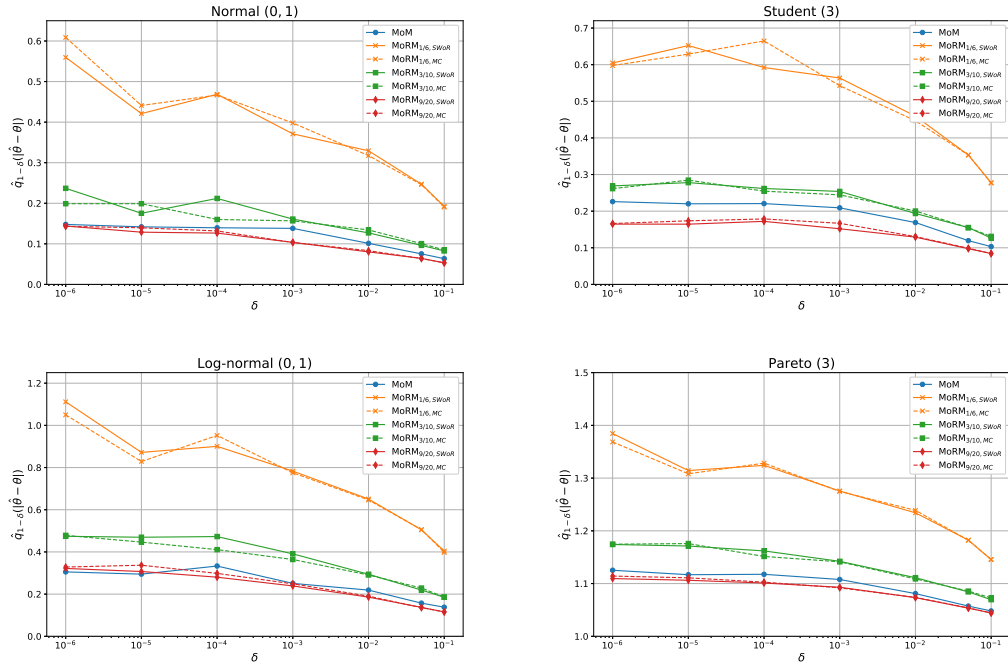 Normal (0, 1)
q̂₁₋δ(|θ̂ − θ|)
0.6
0.5
0.4
0.3
0.2
0.1
0.0
10⁻⁶ 10⁻⁵ 10⁻⁴ 10⁻³ 10⁻² 10⁻¹
δ
MoM
MoRM1/6, SWoR
MoRM1/6, MC
MoRM3/10, SWoR
MoRM3/10, MC
MoRM9/20, SWoR
MoRM9/20, MC
Student (3)
q̂₁₋δ(|θ̂ − θ|)
0.7
0.6
0.5
0.4
0.3
0.2
0.1
0.0
10⁻⁶ 10⁻⁵ 10⁻⁴ 10⁻³ 10⁻² 10⁻¹
δ
MoM
MoRM1/6, SWoR
MoRM1/6, MC
MoRM3/10, SWoR
MoRM3/10, MC
MoRM9/20, SWoR
MoRM9/20, MC
Log-normal (0, 1)
q̂₁₋δ(|θ̂ − θ|)
1.2
1.0
0.8
0.6
0.4
0.2
0.0
10⁻⁶ 10⁻⁵ 10⁻⁴ 10⁻³ 10⁻² 10⁻¹
δ
MoM
MoRM1/6, SWoR
MoRM1/6, MC
MoRM3/10, SWoR
MoRM3/10, MC
MoRM9/20, SWoR
MoRM9/20, MC
Pareto (3)
q̂₁₋δ(|θ̂ − θ|)
1.5
1.4
1.3
1.2
1.1
1.0
10⁻⁶ 10⁻⁵ 10⁻⁴ 10⁻³ 10⁻² 10⁻¹
δ
MoM
MoRM1/6, SWoR
MoRM1/6, MC
MoRM3/10, SWoR
MoRM3/10, MC
MoRM9/20, SWoR
MoRM9/20, MC